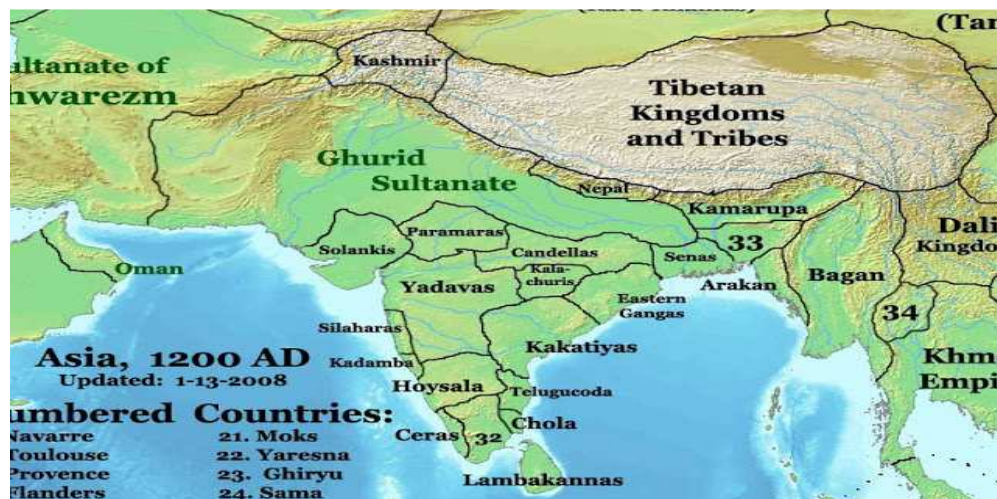 (Tar
Kashmir
ultanate of
hwarezm
Tibetan
Kingdoms
and Tribes
Ghurid
Sultanate
Nepal
Kamarupa
Paramaras
Solankis
Candellas
33
Senas
Dali
Kingdo
Oman
Yadavas
Kala-
churis
Arakan
Bagan
Eastern
Gangas
34
Silaharas
Kadamba
Kakatiyas
Asia, 1200 AD
Updated: 1-13-2008
Khm
Empi
Hoysala
Telugucoda
umbered Countries:
Ceras
32
Chola
Lambakannas
Navarre
Toulouse
Provence
Flanders
21. Moks
22. Yaresna
23. Ghiryu
24. Sama